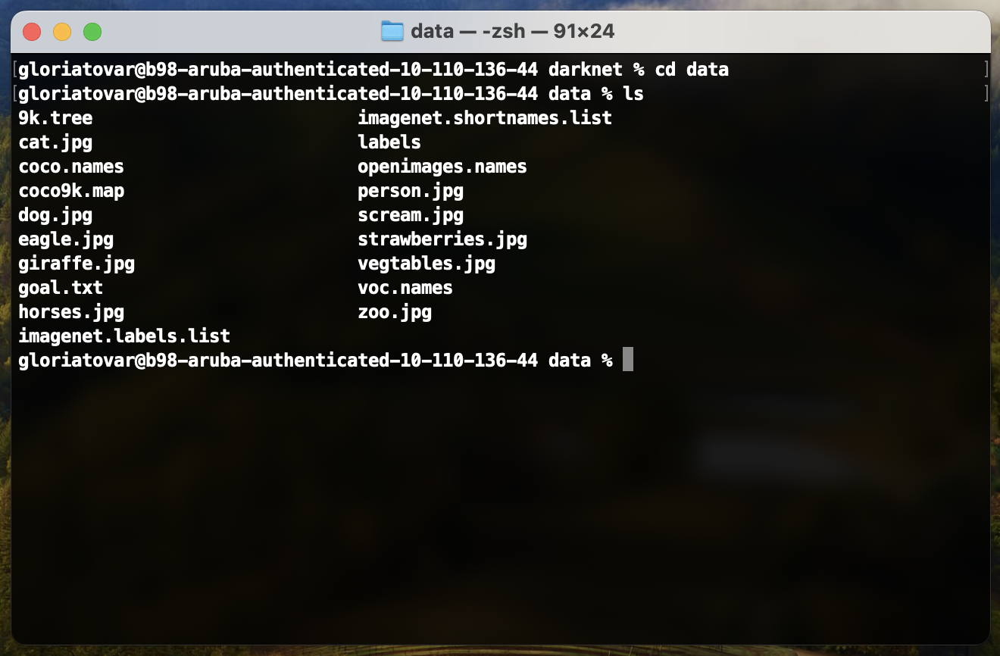 data — -zsh — 91×24
[gloriatovar@b98-aruba-authenticated-10-110-136-44 darknet % cd data ]
[gloriatovar@b98-aruba-authenticated-10-110-136-44 data % ls ]
9k.tree imagenet.shortnames.list
cat.jpg labels
coco.names openimages.names
coco9k.map person.jpg
dog.jpg scream.jpg
eagle.jpg strawberries.jpg
giraffe.jpg vegtables.jpg
goal.txt voc.names
horses.jpg zoo.jpg
imagenet.labels.list
gloriatovar@b98-aruba-authenticated-10-110-136-44 data %